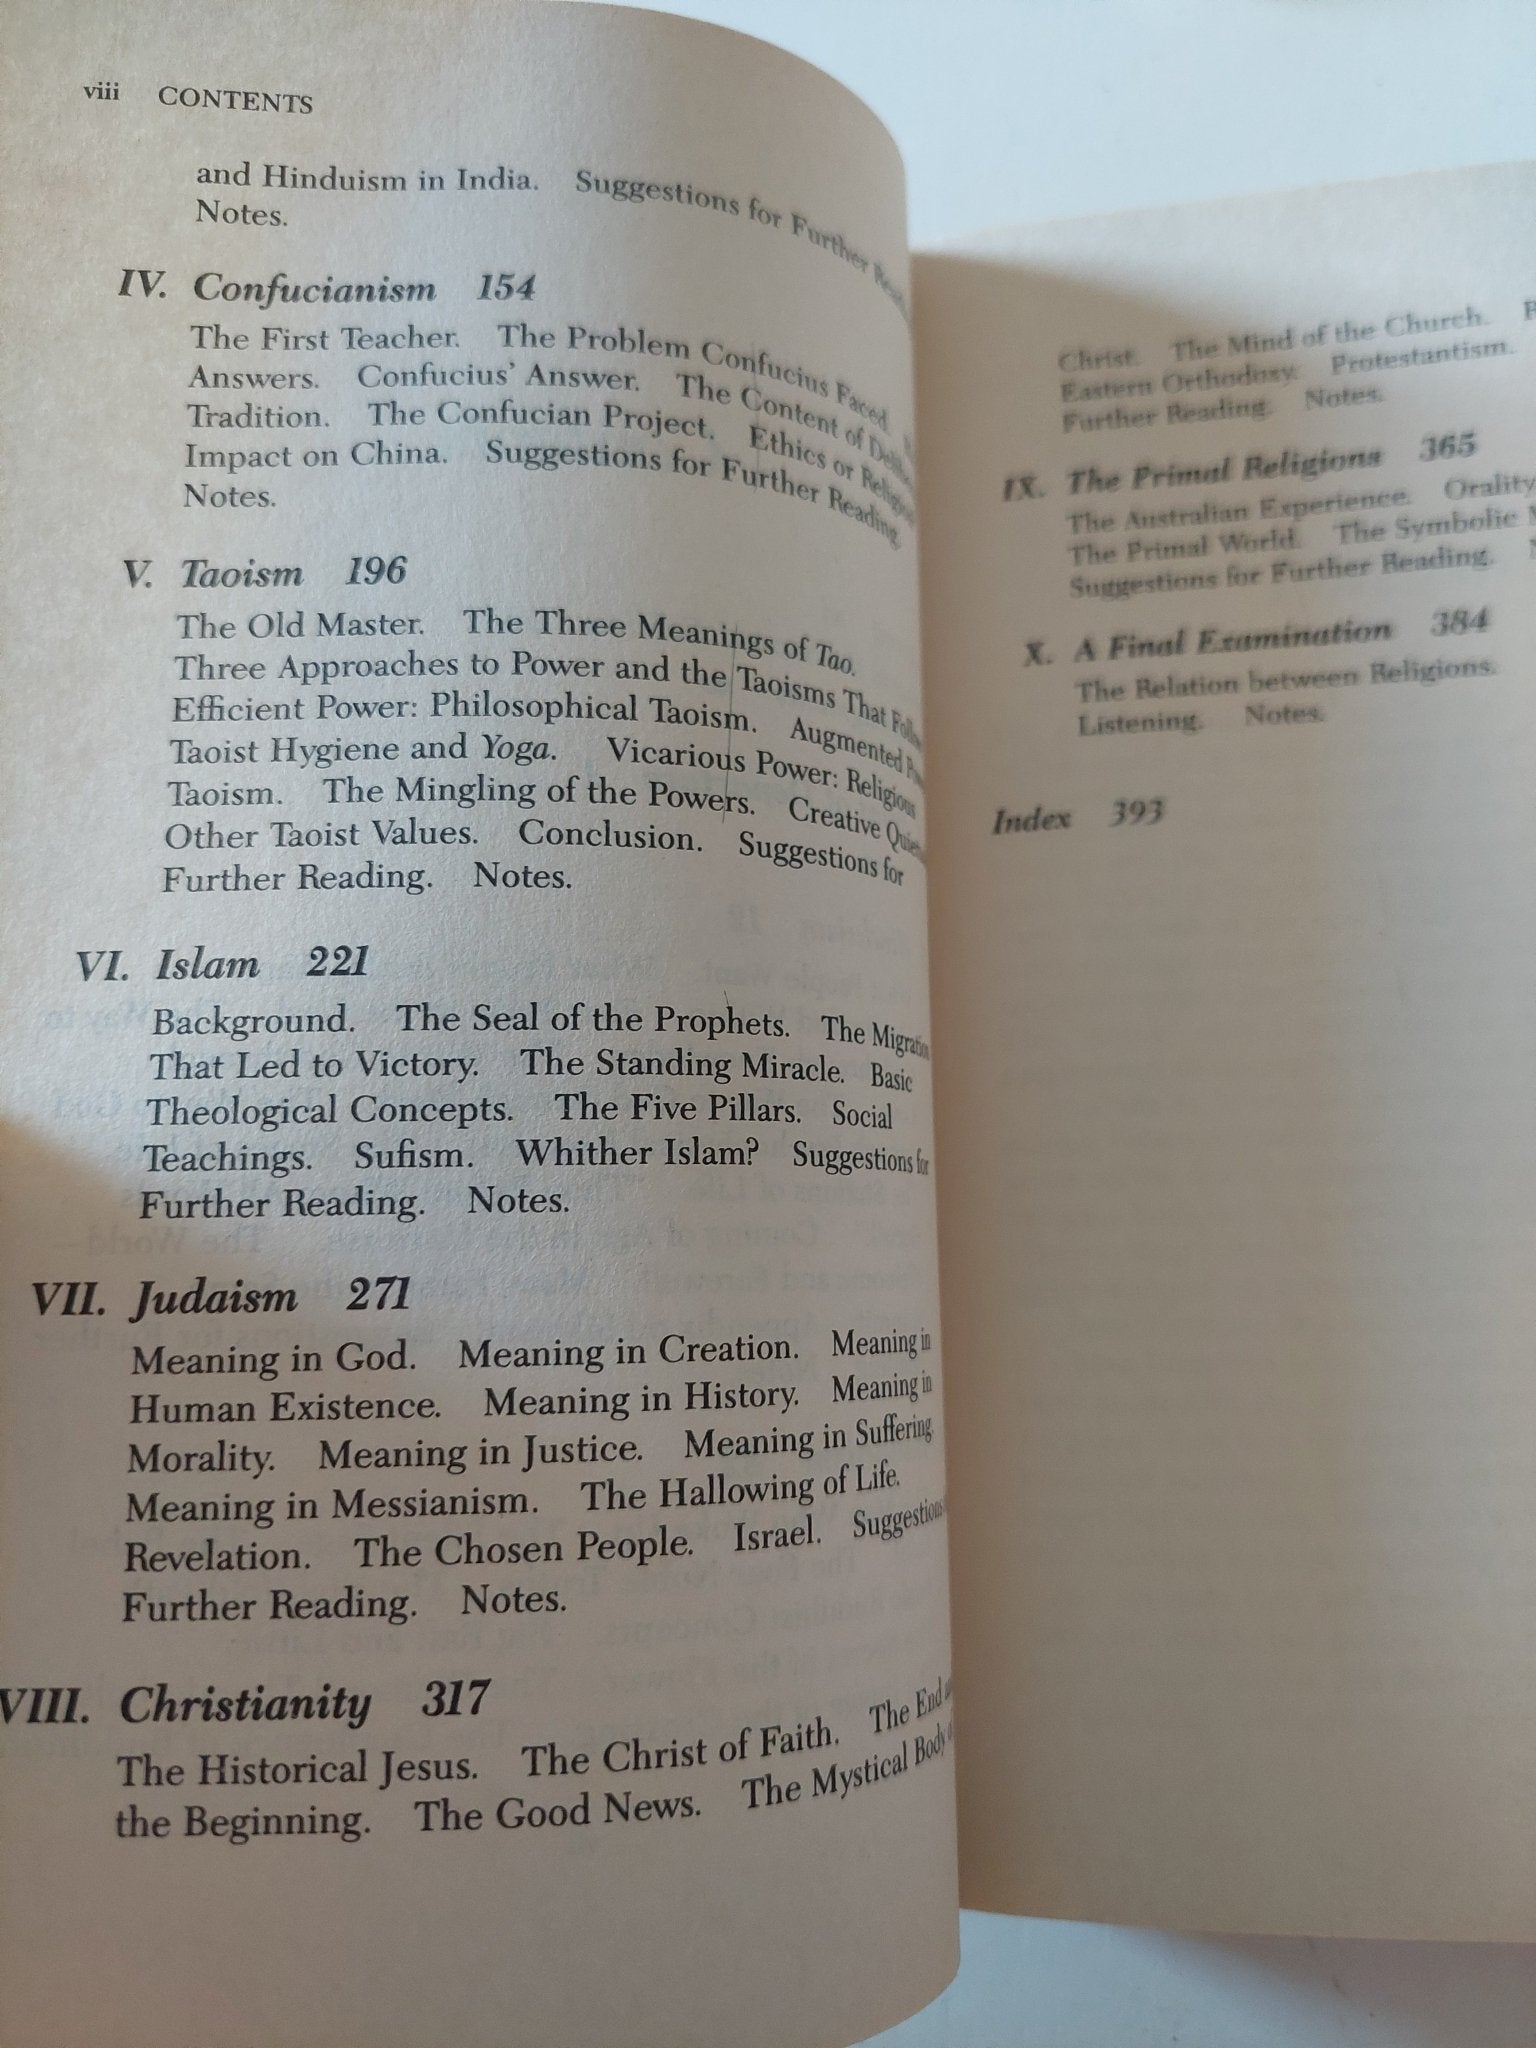 viii CONTENTS
and Hinduism in India. Suggestions for Further
Notes.
IV. Confucianism 154
The First Teacher. The Problem Confucius Faced.
Answers. Confucius' Answer. The Content of
Tradition. The Confucian Project. Ethics or
Impact on China. Suggestions for Further Reading.
Notes.
V. Taoism 196
The Old Master. The Three Meanings of Tao.
Three Approaches to Power and the Taoisms That
Efficient Power: Philosophical Taoism. Augmented
Taoist Hygiene and Yoga. Vicarious Power: Religious
Taoism. The Mingling of the Powers. Creative
Other Taoist Values. Conclusion. Suggestions for
Further Reading. Notes.
VI. Islam 221
Background. The Seal of the Prophets. The Migration
That Led to Victory. The Standing Miracle. Basic
Theological Concepts. The Five Pillars. Social
Teachings. Sufism. Whither Islam? Suggestions for
Further Reading. Notes.
VII. Judaism 271
Meaning in God. Meaning in Creation. Meaning in
Human Existence. Meaning in History. Meaning in
Morality. Meaning in Justice. Meaning in Suffering.
Meaning in Messianism. The Hallowing of Life.
Revelation. The Chosen People. Israel. Suggestions
Further Reading. Notes.
VIII. Christianity 317
The Historical Jesus. The Christ of Faith. The End
the Beginning. The Good News. The Mystical Body
Christ. The Mind of the Church.
Eastern Orthodoxy. Protestantism.
Further Reading. Notes.
IX. The Primal Religions 365
The Australian Experience. Orality
The Primal World. The Symbolic
Suggestions for Further Reading.
X. A Final Examination 384
The Relation between Religions.
Listening. Notes.
Index 393